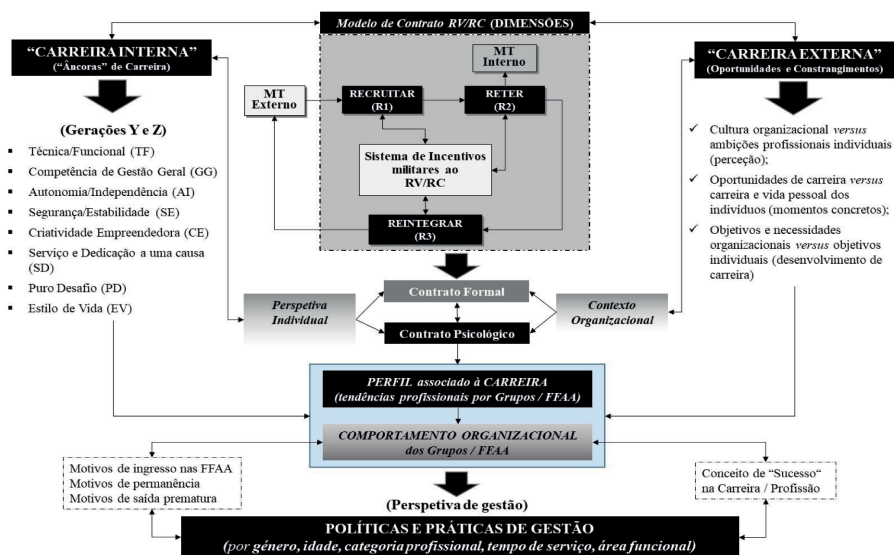 Modelo de Contrato RV/RC (DIMENSÕES)
“CARREIRA INTERNA”
(“Âncoras” de Carreira)
(Gerações Y e Z)
▪ Técnica/Funcional (TF)
▪ Competência de Gestão Geral (GG)
▪ Autonomia/Independência (AI)
▪ Segurança/Estabilidade (SE)
▪ Criatividade Empreendedora (CE)
▪ Serviço e Dedicação a uma causa
(SD)
▪ Puro Desafio (PD)
▪ Estilo de Vida (EV)
MT
Interno
MT
Externo
RECRUITAR
(R1)
RETER
(R2)
Sistema de Incentivos
militares ao
RV/RC
REINTEGRAR
(R3)
“CARREIRA EXTERNA”
(Oportunidades e Constrangimentos)
✓ Cultura organizacional versus
ambições profissionais individuais
(perceção);
✓ Oportunidades de carreira versus
carreira e vida pessoal dos
indivíduos (momentos concretos);
✓ Objetivos e necessidades
organizacionais versus objetivos
individuais (desenvolvimento de
carreira)
Perspetiva
Individual
Contrato Formal
Contrato Psicológico
Contexto
Organizacional
PERFIL associado à CARREIRA
(tendências profissionais por Grupos / FFAA)
COMPORTAMENTO ORGANIZACIONAL
dos Grupos / FFAA
Motivos de ingresso nas FFAA
Motivos de permanência
Motivos de saída prematura
Conceito de “Sucesso“
na Carreira / Profissão
(Perspetiva de gestão)
POLÍTICAS E PRÁTICAS DE GESTÃO
(por género, idade, categoria profissional, tempo de serviço, área funcional)